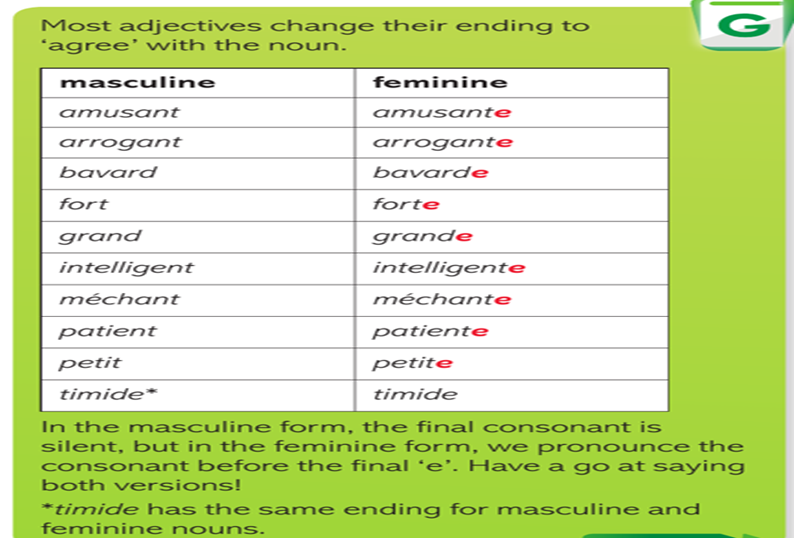 Most adjectives change their ending to
‘agree’ with the noun.
G
masculine feminine
amusant amusante
arrogant arrogante
bavard bavarde
fort forte
grand grande
intelligent intelligente
méchant méchante
patient patiente
petit petite
timide* timide
In the masculine form, the final consonant is
silent, but in the feminine form, we pronounce the
consonant before the final ‘e’. Have a go at saying
both versions!
*timide has the same ending for masculine and
feminine nouns.